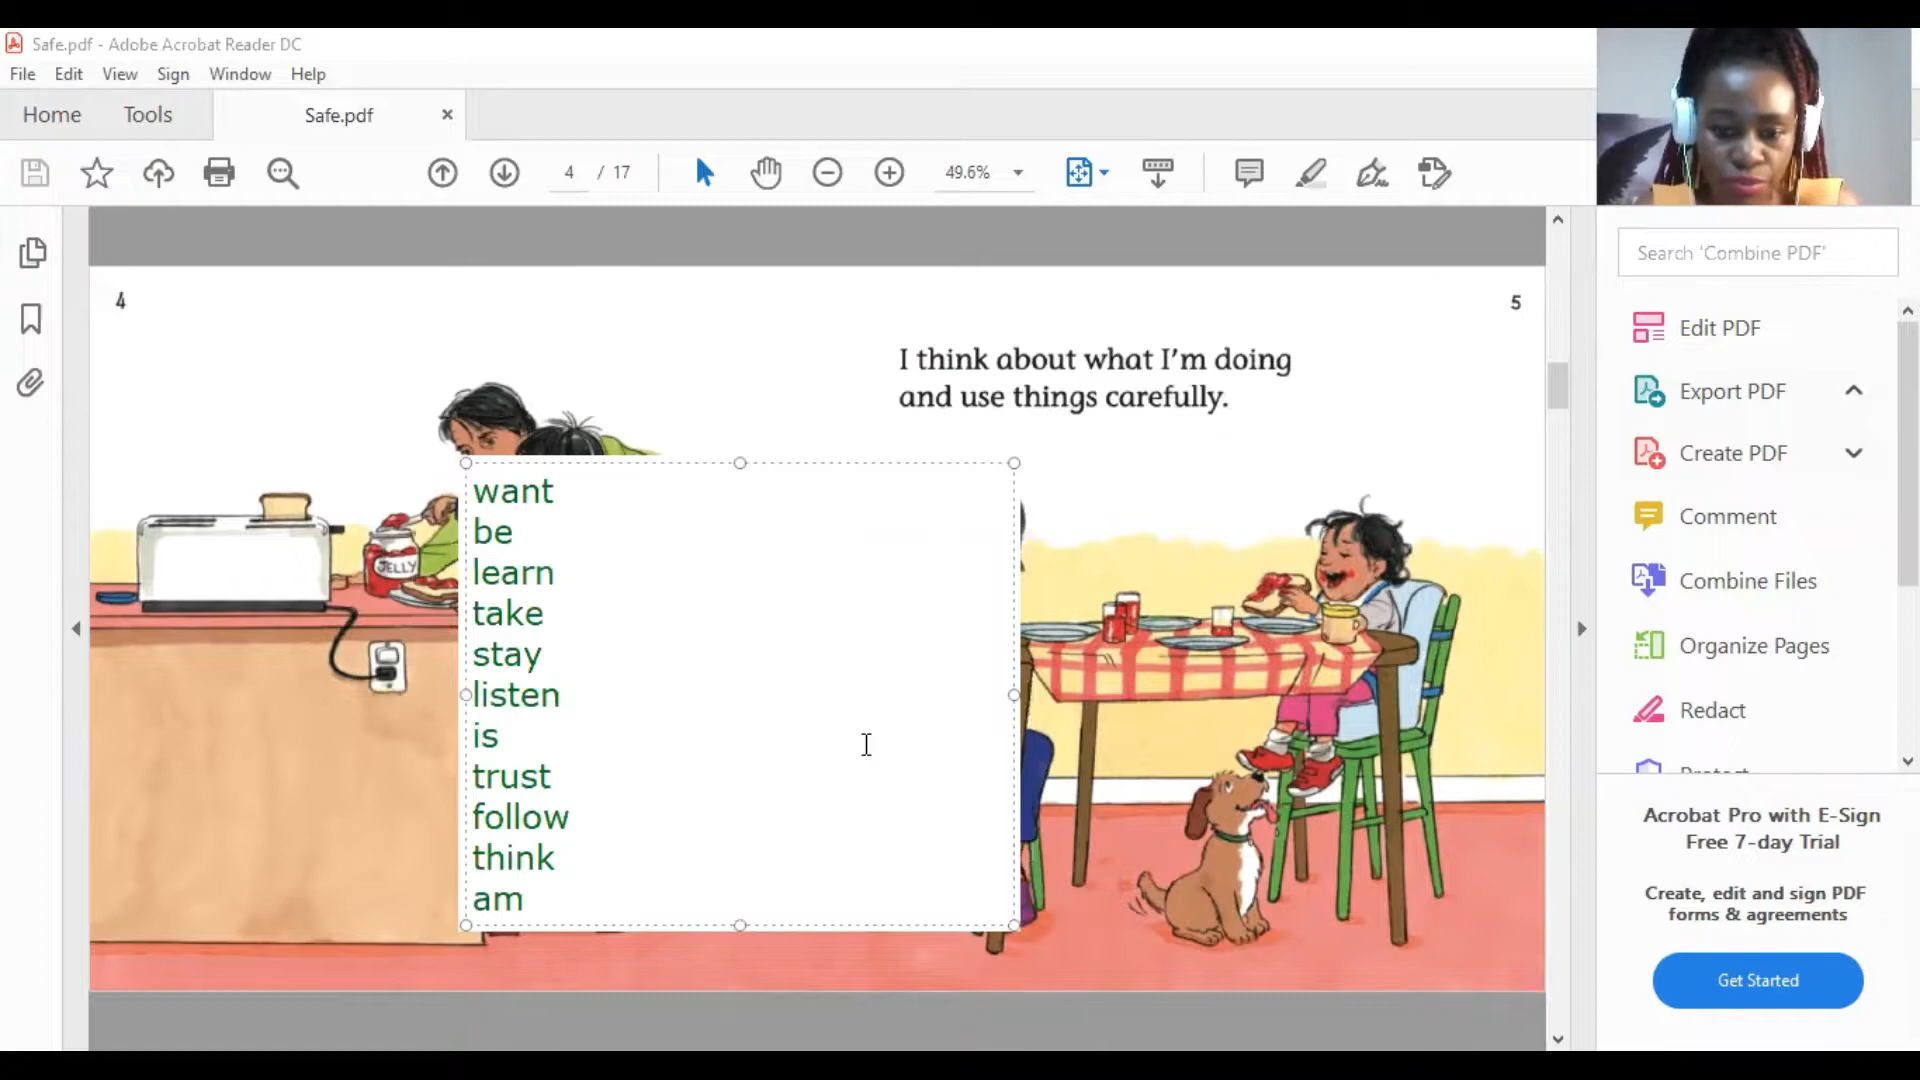 Safe.pdf - Adobe Acrobat Reader DC
File Edit View Sign Window Help
Home Tools Safe.pdf
4 / 17 49.6%
Search 'Combine PDF'
4
5
I think about what I'm doing
and use things carefully.
JELLY
want
be
learn
take
stay
listen
is
trust
follow
think
am
Edit PDF
Export PDF
Create PDF
Comment
Combine Files
Organize Pages
Redact
Acrobat Pro with E-Sign
Free 7-day Trial
Create, edit and sign PDF
forms & agreements
Get Started